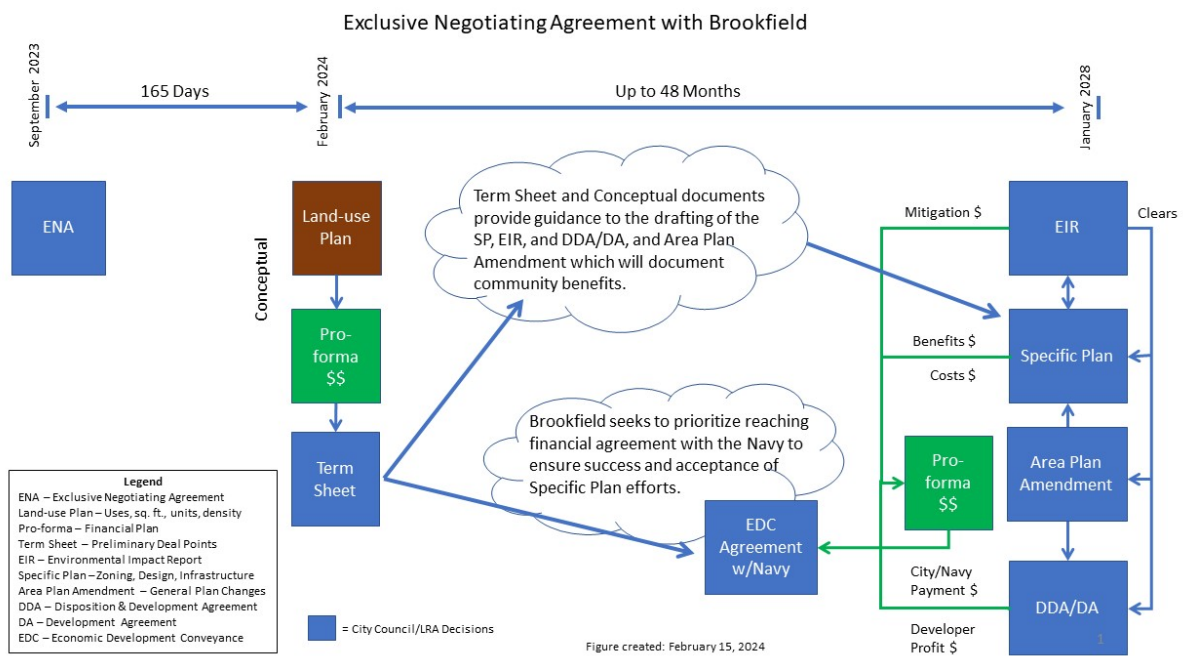 Exclusive Negotiating Agreement with Brookfield
September 2023
165 Days
February 2024
Up to 48 Months
January 2028
ENA
Conceptual
Land-use
Plan
Pro-
forma
$$
Term
Sheet
Term Sheet and Conceptual documents
provide guidance to the drafting of the
SP, EIR, and DDA/DA, and Area Plan
Amendment which will document
community benefits.
Brookfield seeks to prioritize reaching
financial agreement with the Navy to
ensure success and acceptance of
Specific Plan efforts.
EDC
Agreement
w/Navy
Mitigation $
EIR
Clears
Benefits $
Costs $
Specific Plan
Pro-
forma
$$
Area Plan
Amendment
City/Navy
Payment $
DDA/DA
Developer
Profit $
1
Legend
ENA – Exclusive Negotiating Agreement
Land-use Plan – Uses, sq. ft., units, density
Pro-forma – Financial Plan
Term Sheet – Preliminary Deal Points
EIR – Environmental Impact Report
Specific Plan –Zoning, Design, Infrastructure
Area Plan Amendment – General Plan Changes
DDA – Disposition & Development Agreement
DA – Development Agreement
EDC – Economic Development Conveyance
= City Council/LRA Decisions
Figure created: February 15, 2024